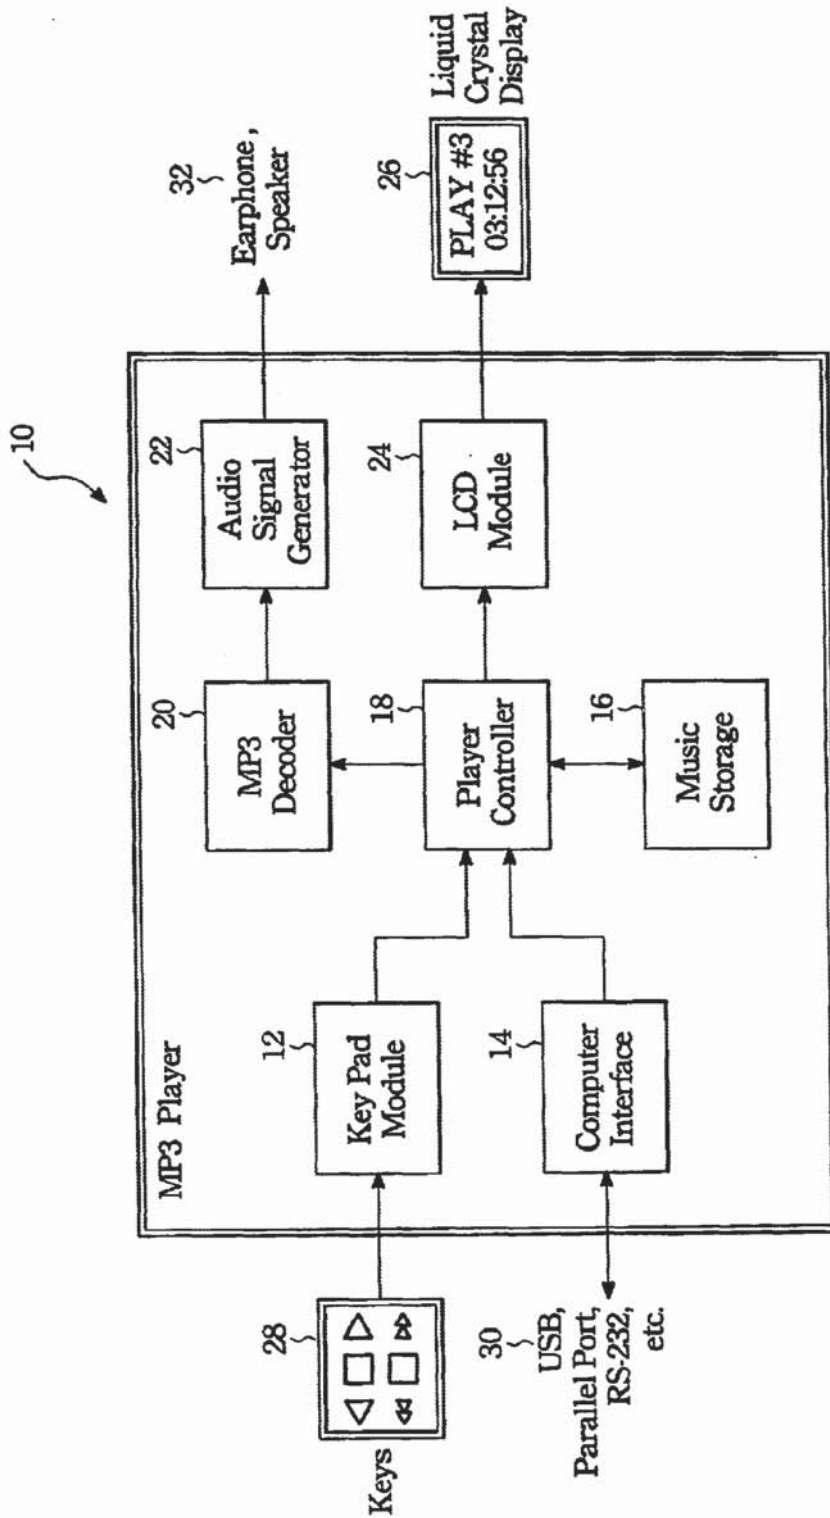 10
MP3 Player
32
Earphone,
Speaker
22
Audio
Signal
Generator
20
MP3
Decoder
26
PLAY #3
03:12:56
Liquid
Crystal
Display
24
LCD
Module
18
Player
Controller
16
Music
Storage
12
Key Pad
Module
14
Computer
Interface
28
Keys
30
USB,
Parallel Port,
RS-232,
etc.